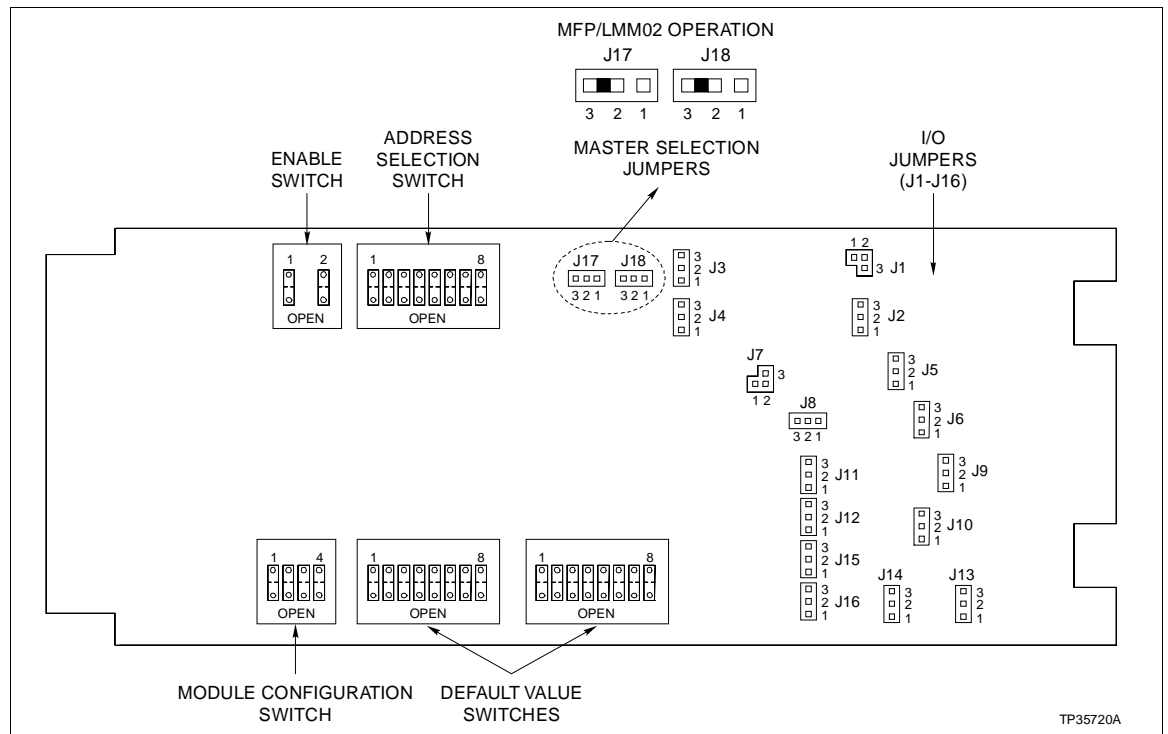 MFP/LMM02 OPERATION
J17 J18
3 2 1 3 2 1
ENABLE
SWITCH
ADDRESS
SELECTION
SWITCH
MASTER SELECTION
JUMPERS
I/O
JUMPERS
(J1-J16)
1 2
OPEN
1 8
OPEN
J17 J18
3 2 1 3 2 1
3
2 J3
1
3
2 J4
1
1 2
3 J1
3
2 J2
1
3
2 J5
1
3
2 J6
1
J7
3
1 2
J8
3 2 1
3
2 J9
1
3
2 J10
1
3
2 J11
1
3
2 J12
1
3
2 J15
1
3
2 J16
1
J14
3
2
1
J13
3
2
1
1 4
OPEN
1 8
OPEN
1 8
OPEN
MODULE CONFIGURATION
SWITCH
DEFAULT VALUE
SWITCHES
TP35720A